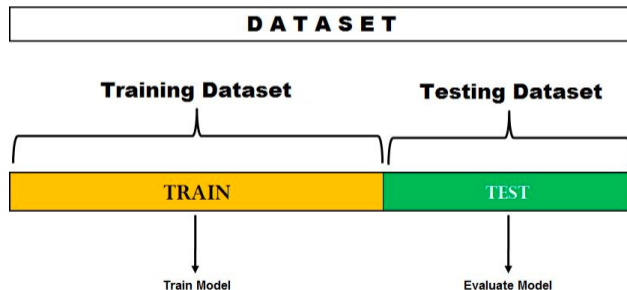 DATASET
Training Dataset
Testing Dataset
TRAIN
TEST
Train Model
Evaluate Model